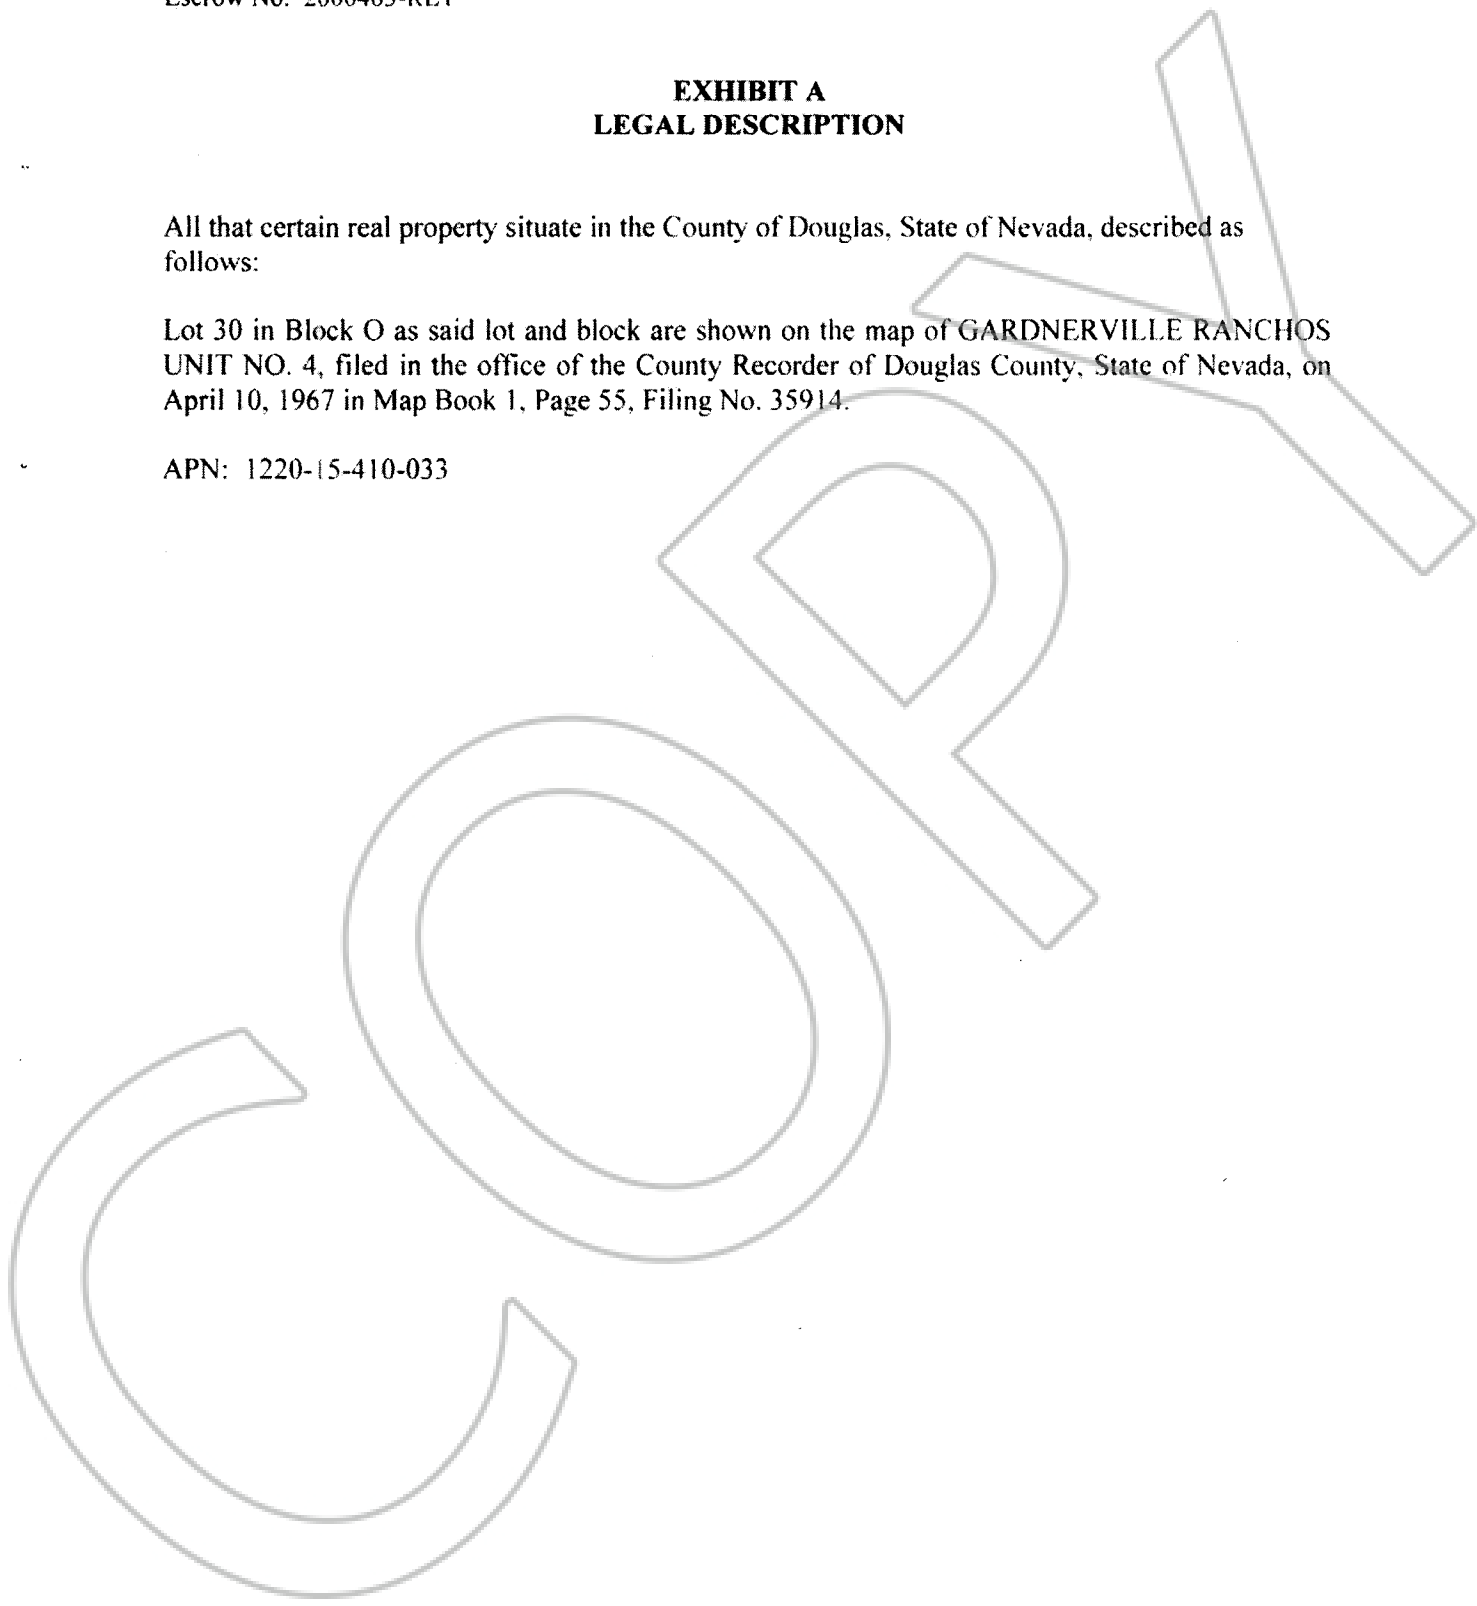 Escrow No.
EXHIBIT A
LEGAL DESCRIPTION
All that certain real property situate in the County of Douglas, State of Nevada, described as
follows:
Lot 30 in Block O as said lot and block are shown on the map of GARDNERVILLE RANCHOS
UNIT NO. 4, filed in the office of the County Recorder of Douglas County, State of Nevada, on
April 10, 1967 in Map Book 1, Page 55, Filing No. 35914.
APN: 1220-15-410-033
COPY